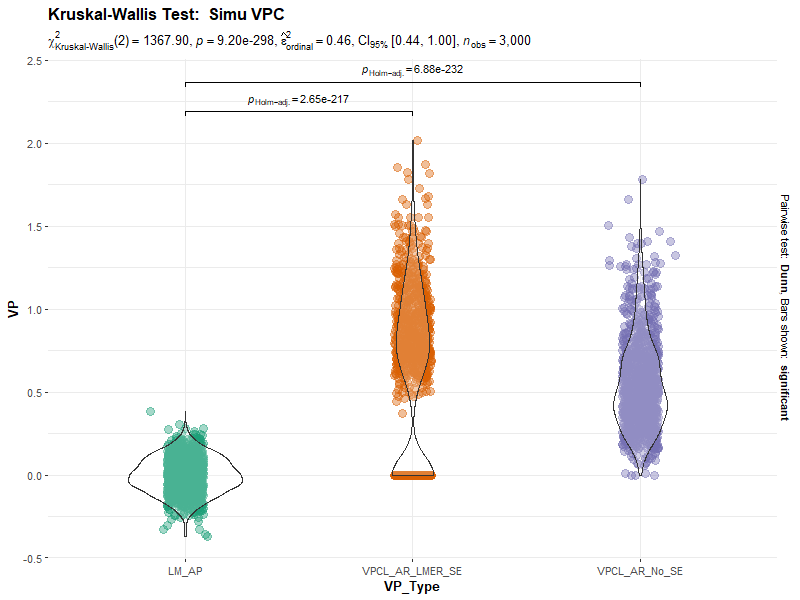 Kruskal-Wallis Test:  Simu VPC
χ²Kruskal-Wallis(2) = 1367.90, p = 9.20e-298, ε̂²ordinal = 0.46, CI95% [0.44, 1.00], nobs = 3,000
2.5
2.0
1.5
1.0
0.5
0.0
-0.5
VP
pHolm-adj. = 6.88e-232
pHolm-adj. = 2.65e-217
LM_AP
VPCL_AR_LMER_SE
VPCL_AR_No_SE
VP_Type
Pairwise test: Dunn, Bars shown: significant